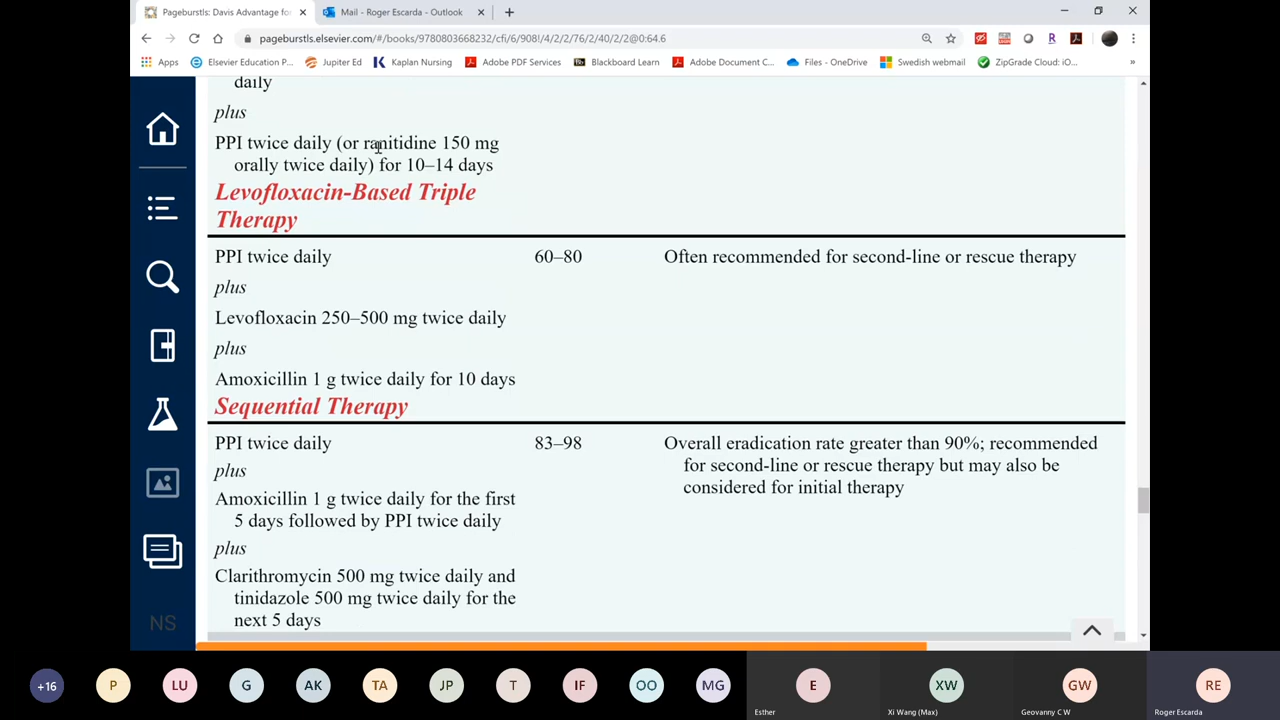 Pageburstls: Davis Advantage for
Mail - Roger Escarda - Outlook
pageburstls.elsevier.com/#/books/9780803668232/cfi/6/908!/4/2/2/76/2/40/2/2@0:64.6
Apps
Elsevier Education P...
Jupiter Ed
Kaplan Nursing
Adobe PDF Services
Blackboard Learn
Adobe Document C...
Files - OneDrive
Swedish webmail
ZipGrade Cloud: iO...
»
daily
plus
PPI twice daily (or ranitidine 150 mg
orally twice daily) for 10–14 days
Levofloxacin-Based Triple
Therapy
PPI twice daily 60–80 Often recommended for second-line or rescue therapy
plus
Levofloxacin 250–500 mg twice daily
plus
Amoxicillin 1 g twice daily for 10 days
Sequential Therapy
PPI twice daily 83–98 Overall eradication rate greater than 90%; recommended
for second-line or rescue therapy but may also be
considered for initial therapy
plus
Amoxicillin 1 g twice daily for the first
5 days followed by PPI twice daily
plus
Clarithromycin 500 mg twice daily and
tinidazole 500 mg twice daily for the
next 5 days
NS
+16 P LU G AK TA JP T IF OO MG E XW GW RE
Esther Xi Wang (Max) Geovanny C W Roger Escarda